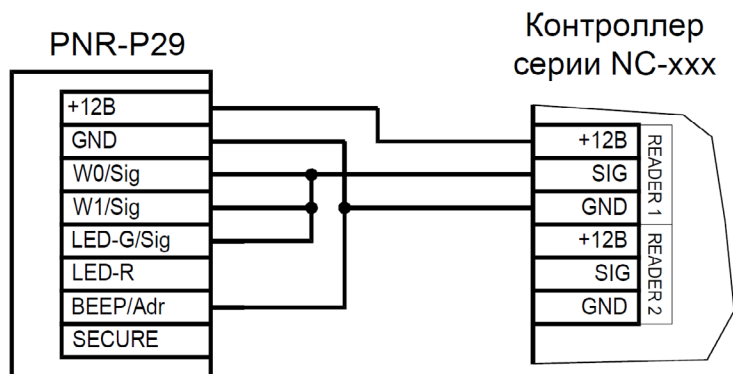 PNR-P29
+12В
GND
W0/Sig
W1/Sig
LED-G/Sig
LED-R
BEEP/Adr
SECURE
Контроллер
серии NC-xxx
+12В
SIG
GND
READER 1
+12В
SIG
GND
READER 2